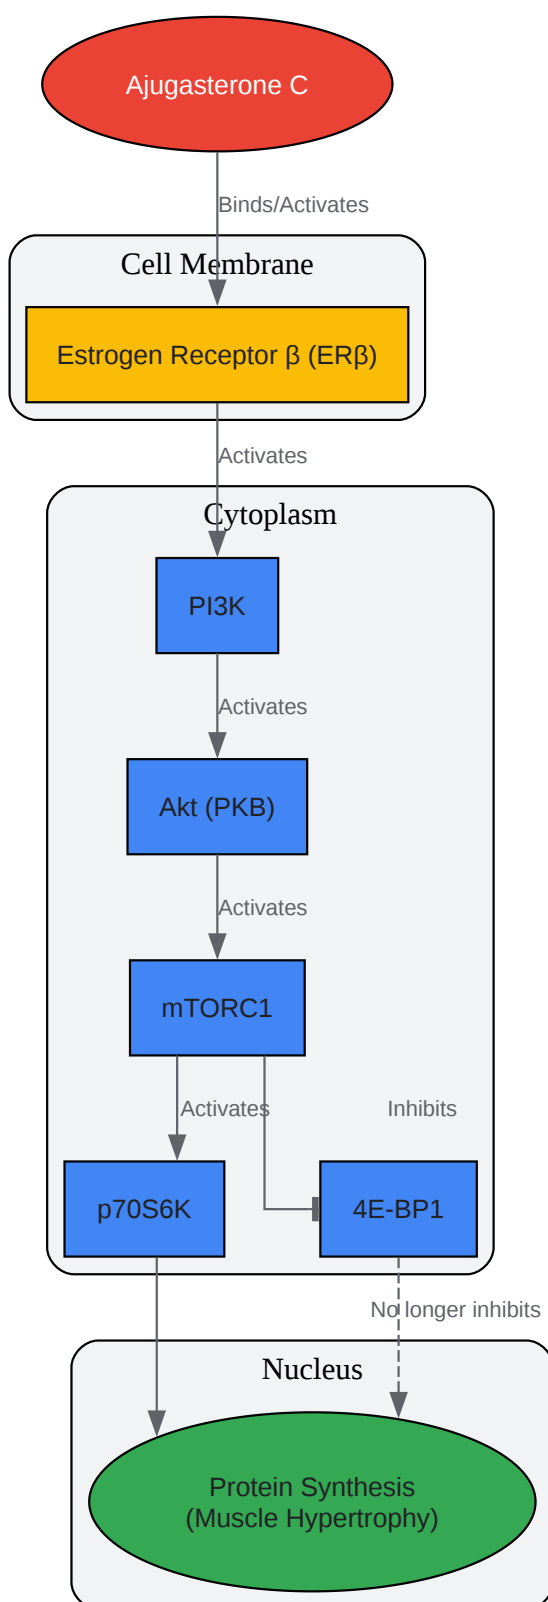 Ajugasterone C
Binds/Activates
Cell Membrane
Estrogen Receptor β (ERβ)
Activates
Cytoplasm
PI3K
Activates
Akt (PKB)
Activates
mTORC1
Activates
Inhibits
p70S6K
4E-BP1
No longer inhibits
Nucleus
Protein Synthesis
(Muscle Hypertrophy)